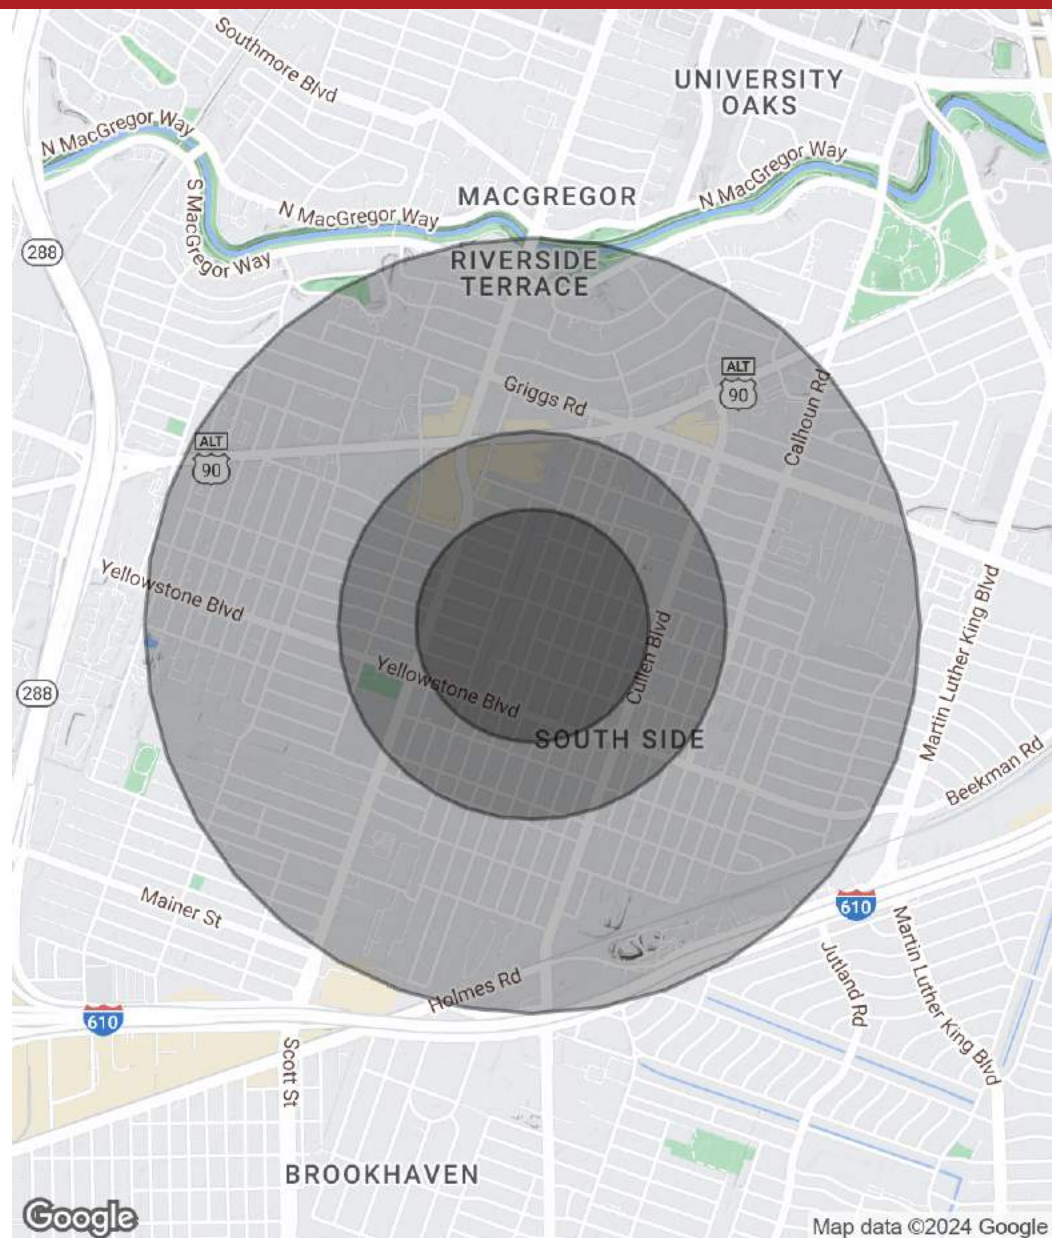 Southmore Blvd
UNIVERSITY
OAKS
N MacGregor Way
N MacGregor Way
MACGREGOR
S MacGregor Way
N MacGregor Way
288
RIVERSIDE
TERRACE
ALT
90
Griggs Rd
Calhoun Rd
ALT
90
Yellowstone Blvd
Martin Luther King Blvd
Cullen Blvd
Yellowstone Blvd
288
SOUTH SIDE
Beekman Rd
Mainer St
610
Holmes Rd
Jutland Rd
Martin Luther King Blvd
610
Scott St
BROOKHAVEN
Google
Map data ©2024 Google